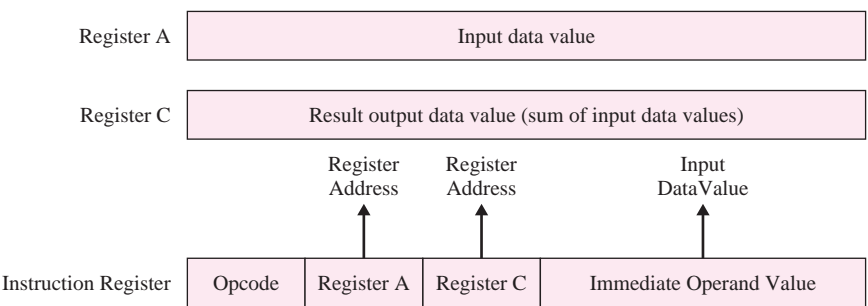 Register A
Input data value
Register C
Result output data value (sum of input data values)
Register
Address
Register
Address
Input
DataValue
Instruction Register
Opcode
Register A
Register C
Immediate Operand Value